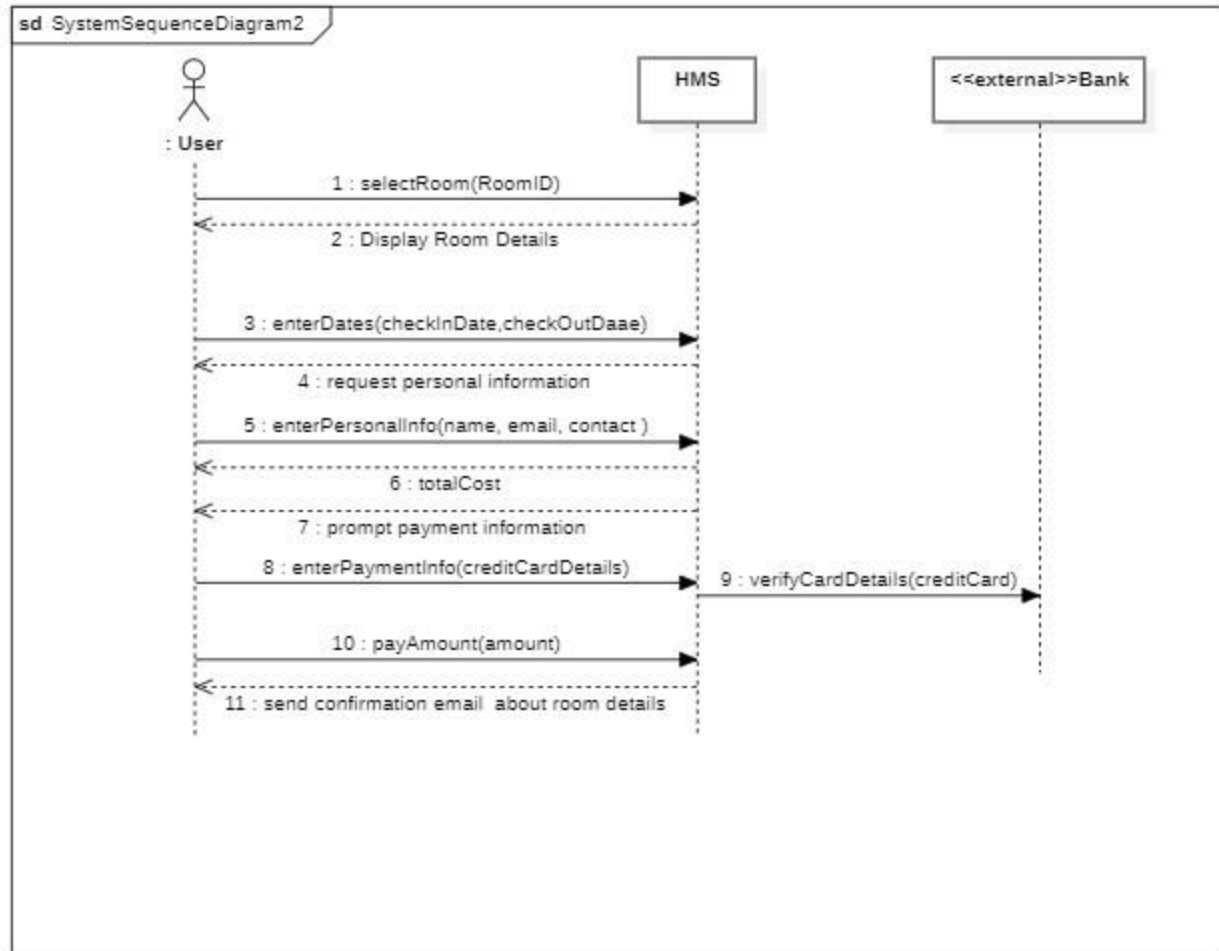 sd SystemSequenceDiagram2
HMS
<<external>>Bank
: User
1 : selectRoom(RoomID)
2 : Display Room Details
3 : enterDates(checkInDate,checkOutDaae)
4 : request personal information
5 : enterPersonalInfo(name, email, contact )
6 : totalCost
7 : prompt payment information
8 : enterPaymentInfo(creditCardDetails)
9 : verifyCardDetails(creditCard)
10 : payAmount(amount)
11 : send confirmation email  about room details